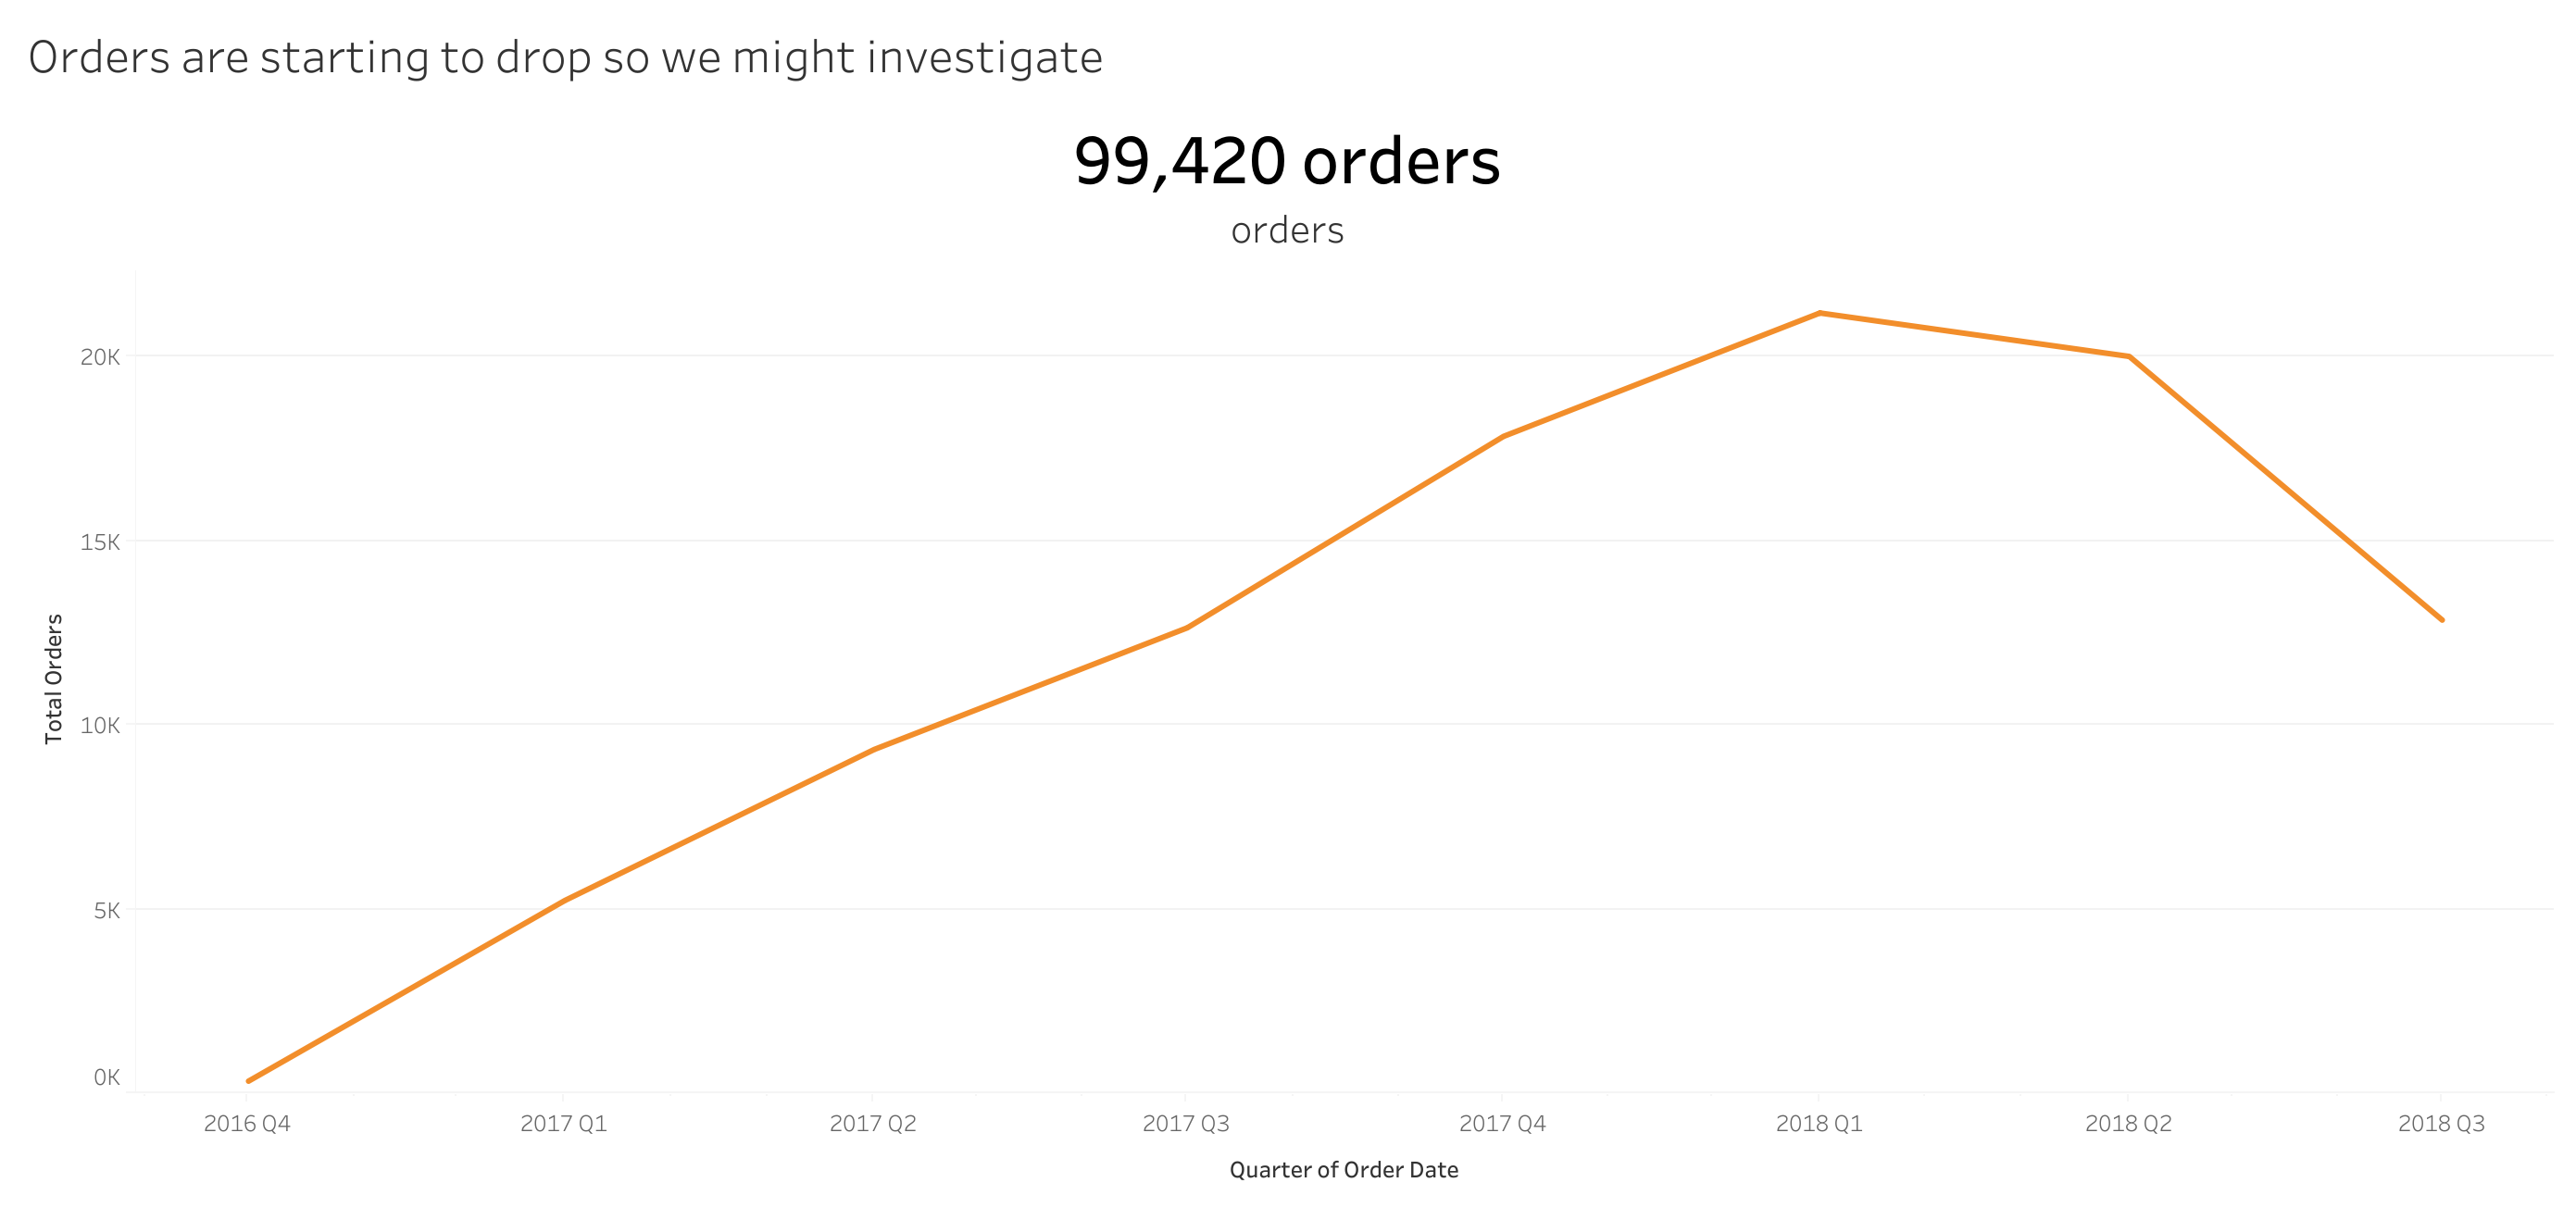 Orders are starting to drop so we might investigate
99,420 orders
orders
20K
15K
10K
5K
0K
Total Orders
2016 Q4 2017 Q1 2017 Q2 2017 Q3 2017 Q4 2018 Q1 2018 Q2 2018 Q3
Quarter of Order Date